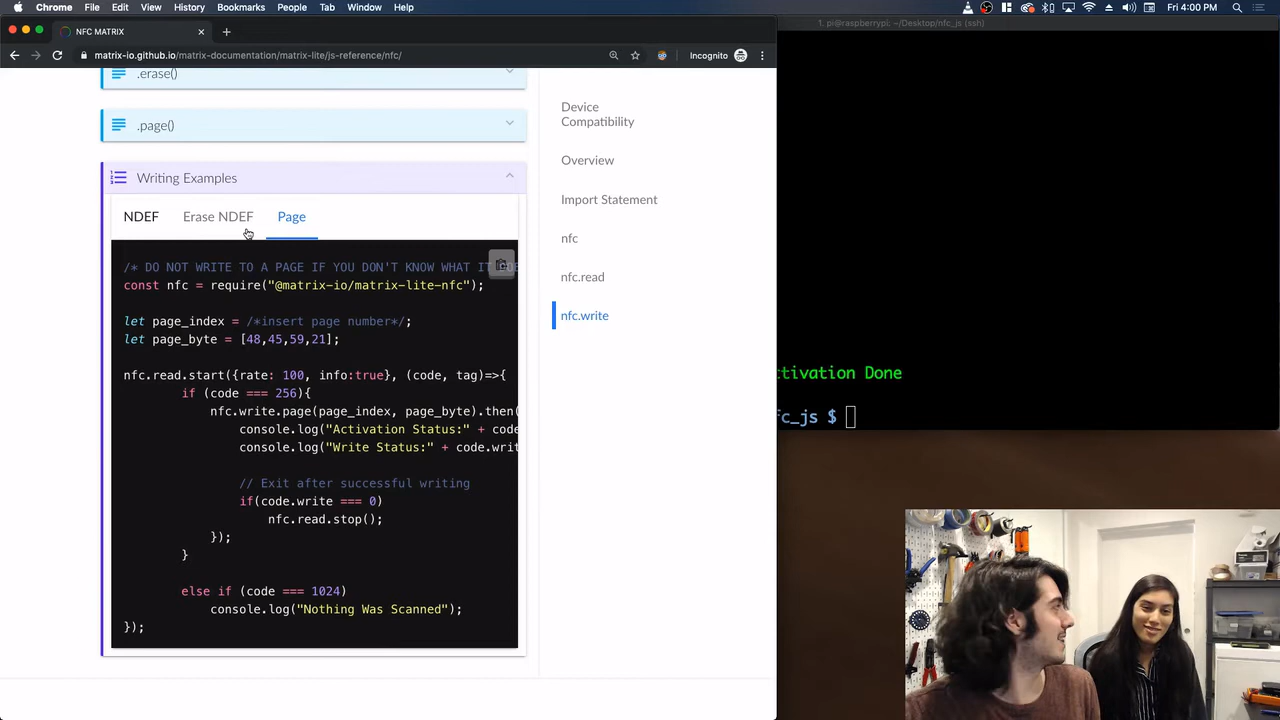 Chrome File Edit View History Bookmarks People Tab Window Help
Fri 4:00 PM
NFC MATRIX
matrix-io.github.io/matrix-documentation/matrix-lite/js-reference/nfc/
Incognito
1. pi@raspberrypi: ~/Desktop/nfc_js (ssh)
.erase()
.page()
Writing Examples
NDEF Erase NDEF Page
/* DO NOT WRITE TO A PAGE IF YOU DON'T KNOW WHAT IT
const nfc = require("@matrix-io/matrix-lite-nfc");
let page_index = /*insert page number*/;
let page_byte = [48,45,59,21];
nfc.read.start({rate: 100, info:true}, (code, tag)=>{
if (code === 256){
nfc.write.page(page_index, page_byte).then(
console.log("Activation Status:" + code
console.log("Write Status:" + code.writ
// Exit after successful writing
if(code.write === 0)
nfc.read.stop();
});
}
else if (code === 1024)
console.log("Nothing Was Scanned");
});
Device
Compatibility
Overview
Import Statement
nfc
nfc.read
nfc.write
ctivation Done
fc_js $